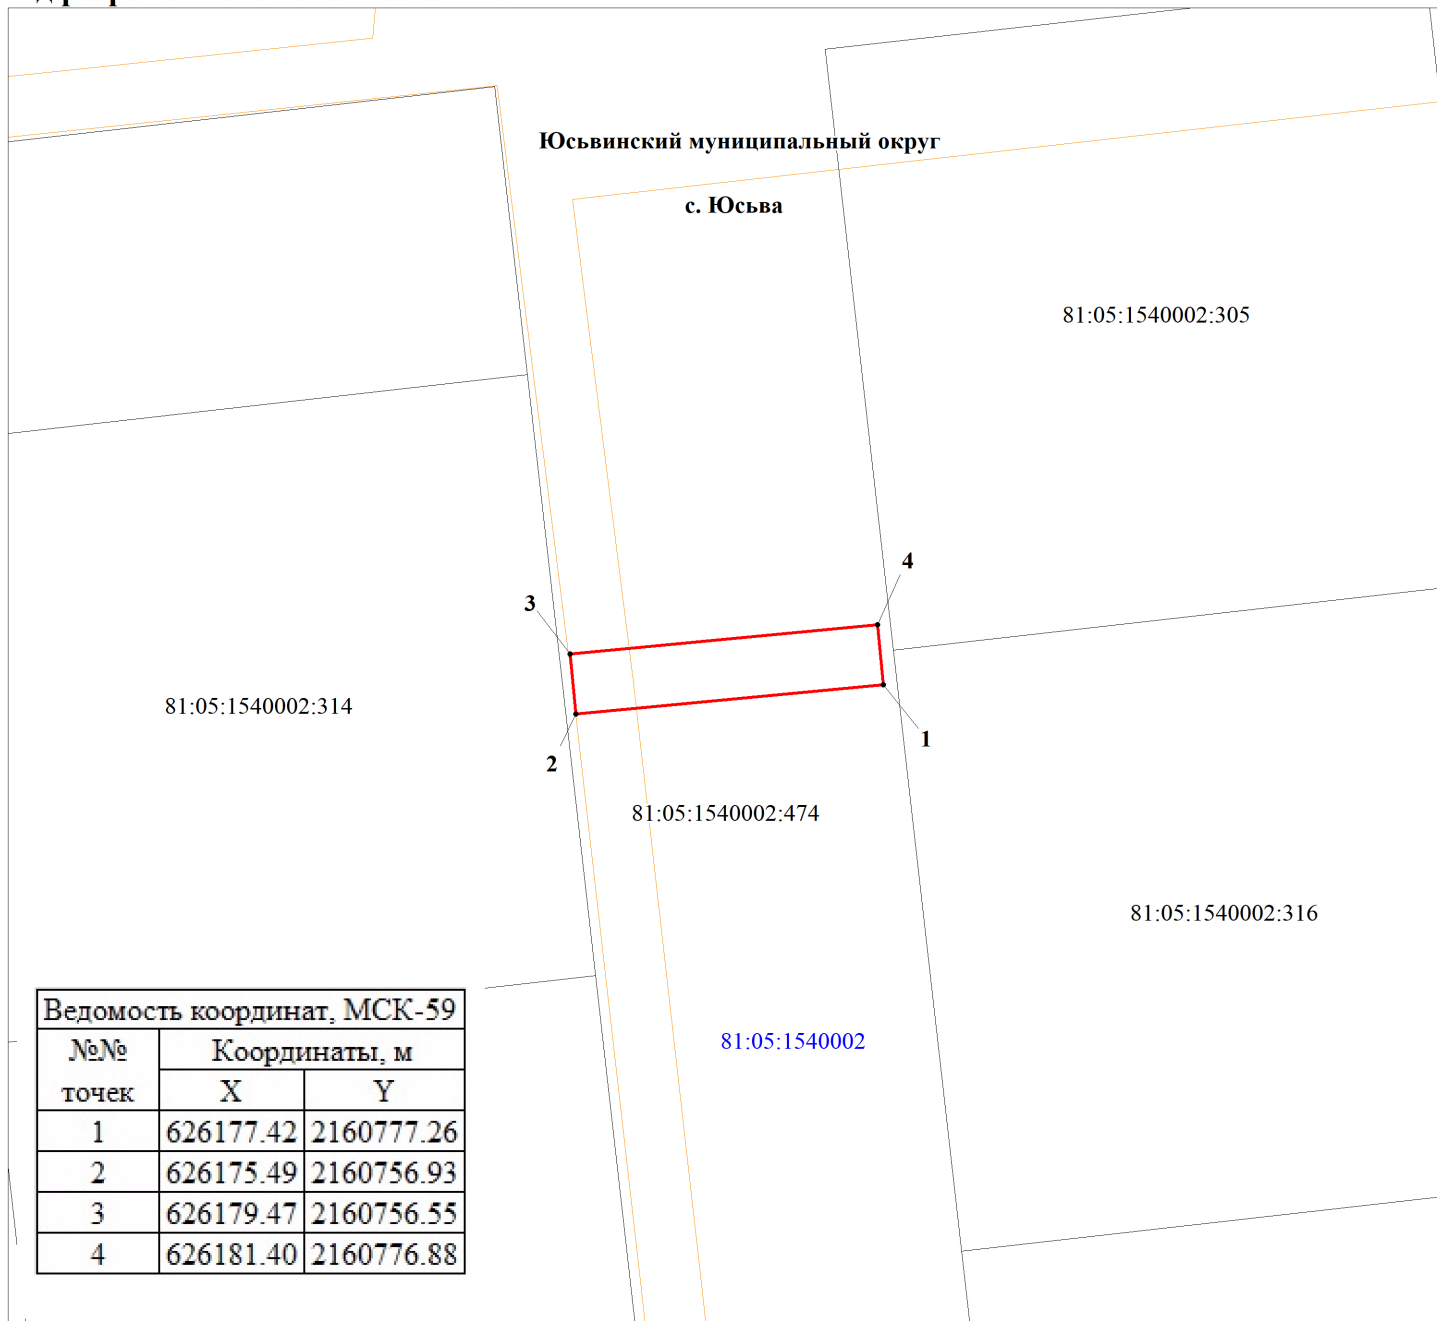 Юсьвинский муниципальный округ
с. Юсьва
81:05:1540002:305
4
3
81:05:1540002:314
1
2
81:05:1540002:474
81:05:1540002:316
81:05:1540002
Ведомость координат, МСК-59
№№ точек
Координаты, м
X Y
1 626177.42 2160777.26
2 626175.49 2160756.93
3 626179.47 2160756.55
4 626181.40 2160776.88